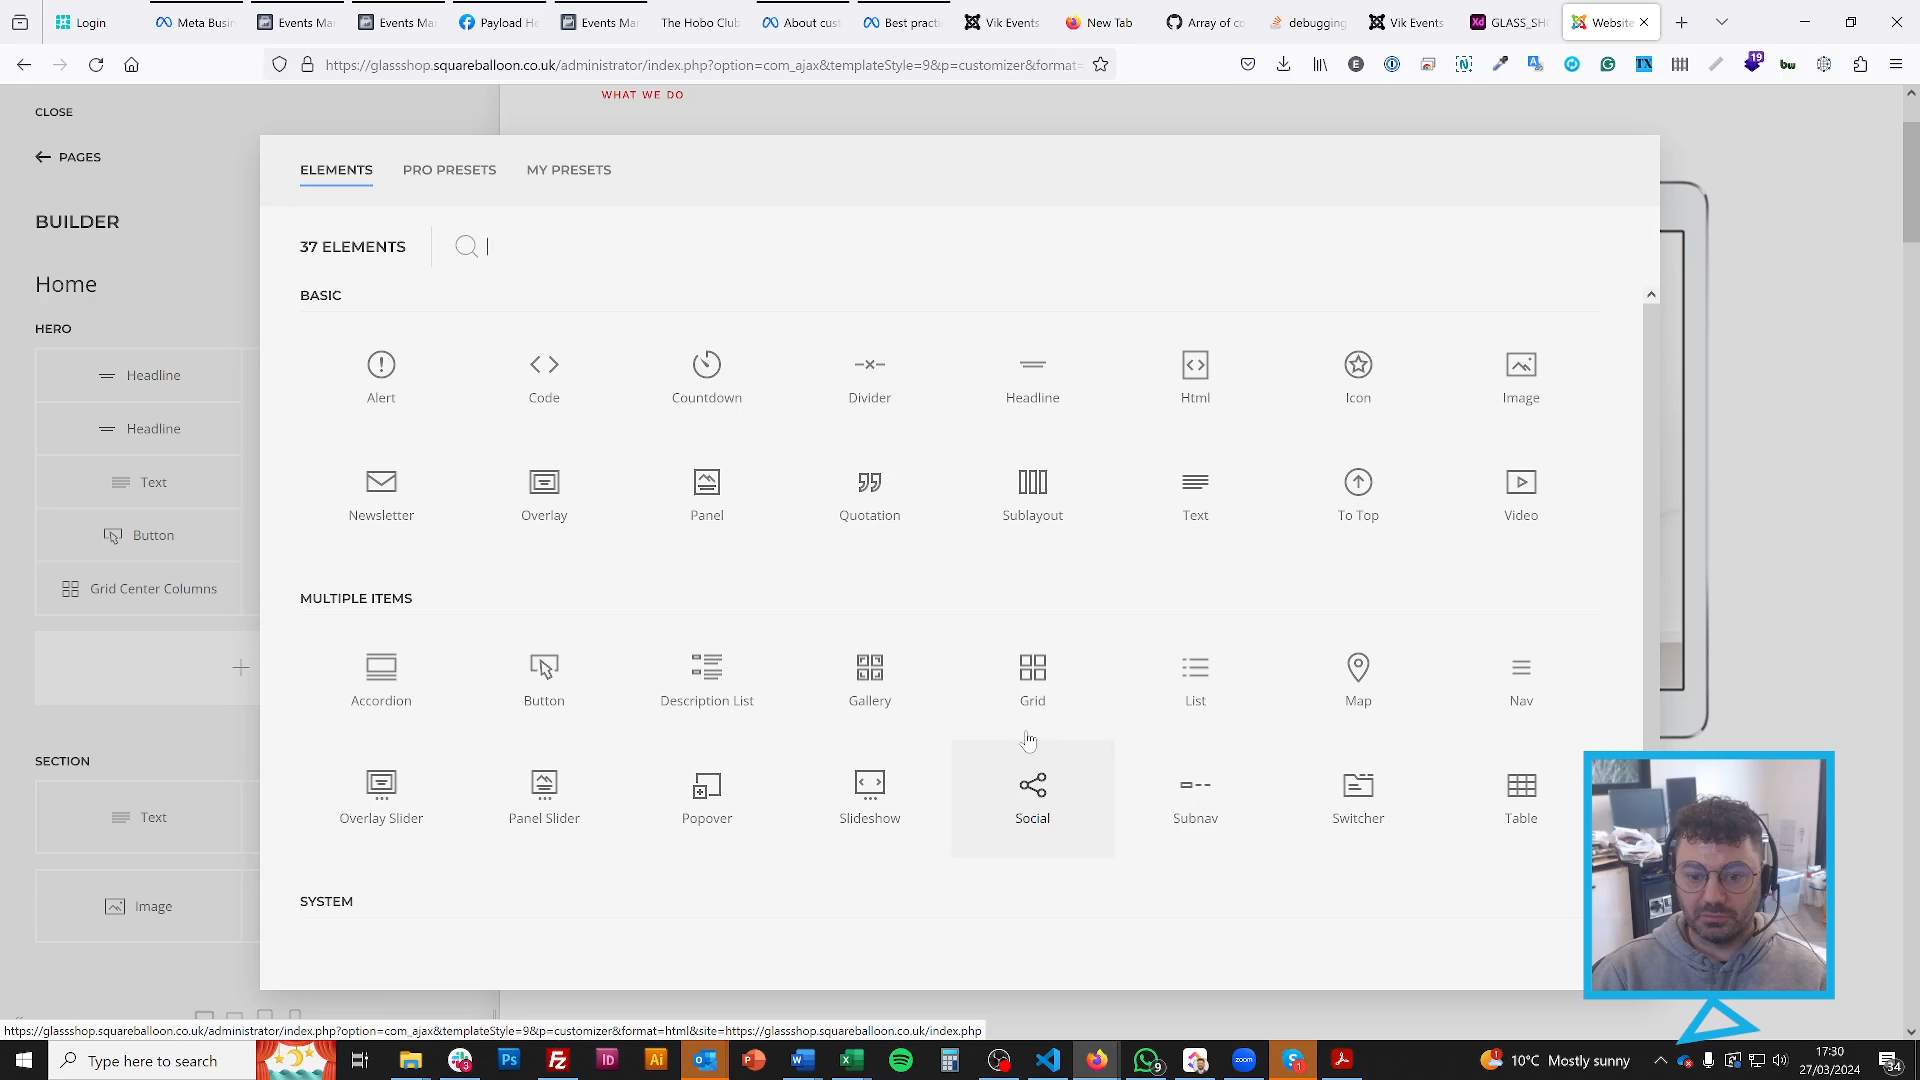 Login
Meta Busin
Events Mar
Events Mar
Payload He
Events Mar
The Hobo Club
About cust
Best practi
Vik Events
New Tab
Array of co
debugging
Vik Events
GLASS_SHO
Website
https://glassshop.squareballoon.co.uk/administrator/index.php?option=com_ajax&templateStyle=9&p=customizer&format=
19
bw
WHAT WE DO
CLOSE
PAGES
BUILDER
Home
HERO
Headline
Headline
Text
Button
Grid Center Columns
SECTION
Text
Image
ELEMENTS PRO PRESETS MY PRESETS
37 ELEMENTS
BASIC
Alert Code Countdown Divider Headline Html Icon Image
Newsletter Overlay Panel Quotation Sublayout Text To Top Video
MULTIPLE ITEMS
Accordion Button Description List Gallery Grid List Map Nav
Overlay Slider Panel Slider Popover Slideshow Social Subnav Switcher Table
SYSTEM
https://glassshop.squareballoon.co.uk/administrator/index.php?option=com_ajax&templateStyle=9&p=customizer&format=html&site=https://glassshop.squareballoon.co.uk/index.php
Type here to search
10°C Mostly sunny
17:30
27/03/2024
34